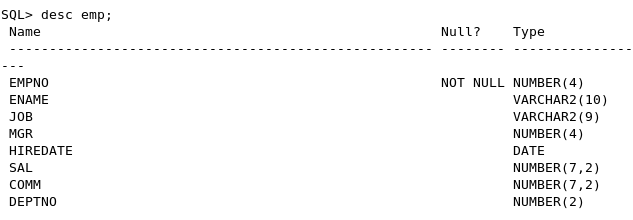 SQL> desc emp;
 Name                                                  Null?    Type
 ----------------------------------------------------- -------- ---------------
---
 EMPNO                                                 NOT NULL NUMBER(4)
 ENAME                                                          VARCHAR2(10)
 JOB                                                            VARCHAR2(9)
 MGR                                                            NUMBER(4)
 HIREDATE                                                       DATE
 SAL                                                            NUMBER(7,2)
 COMM                                                           NUMBER(7,2)
 DEPTNO                                                         NUMBER(2)